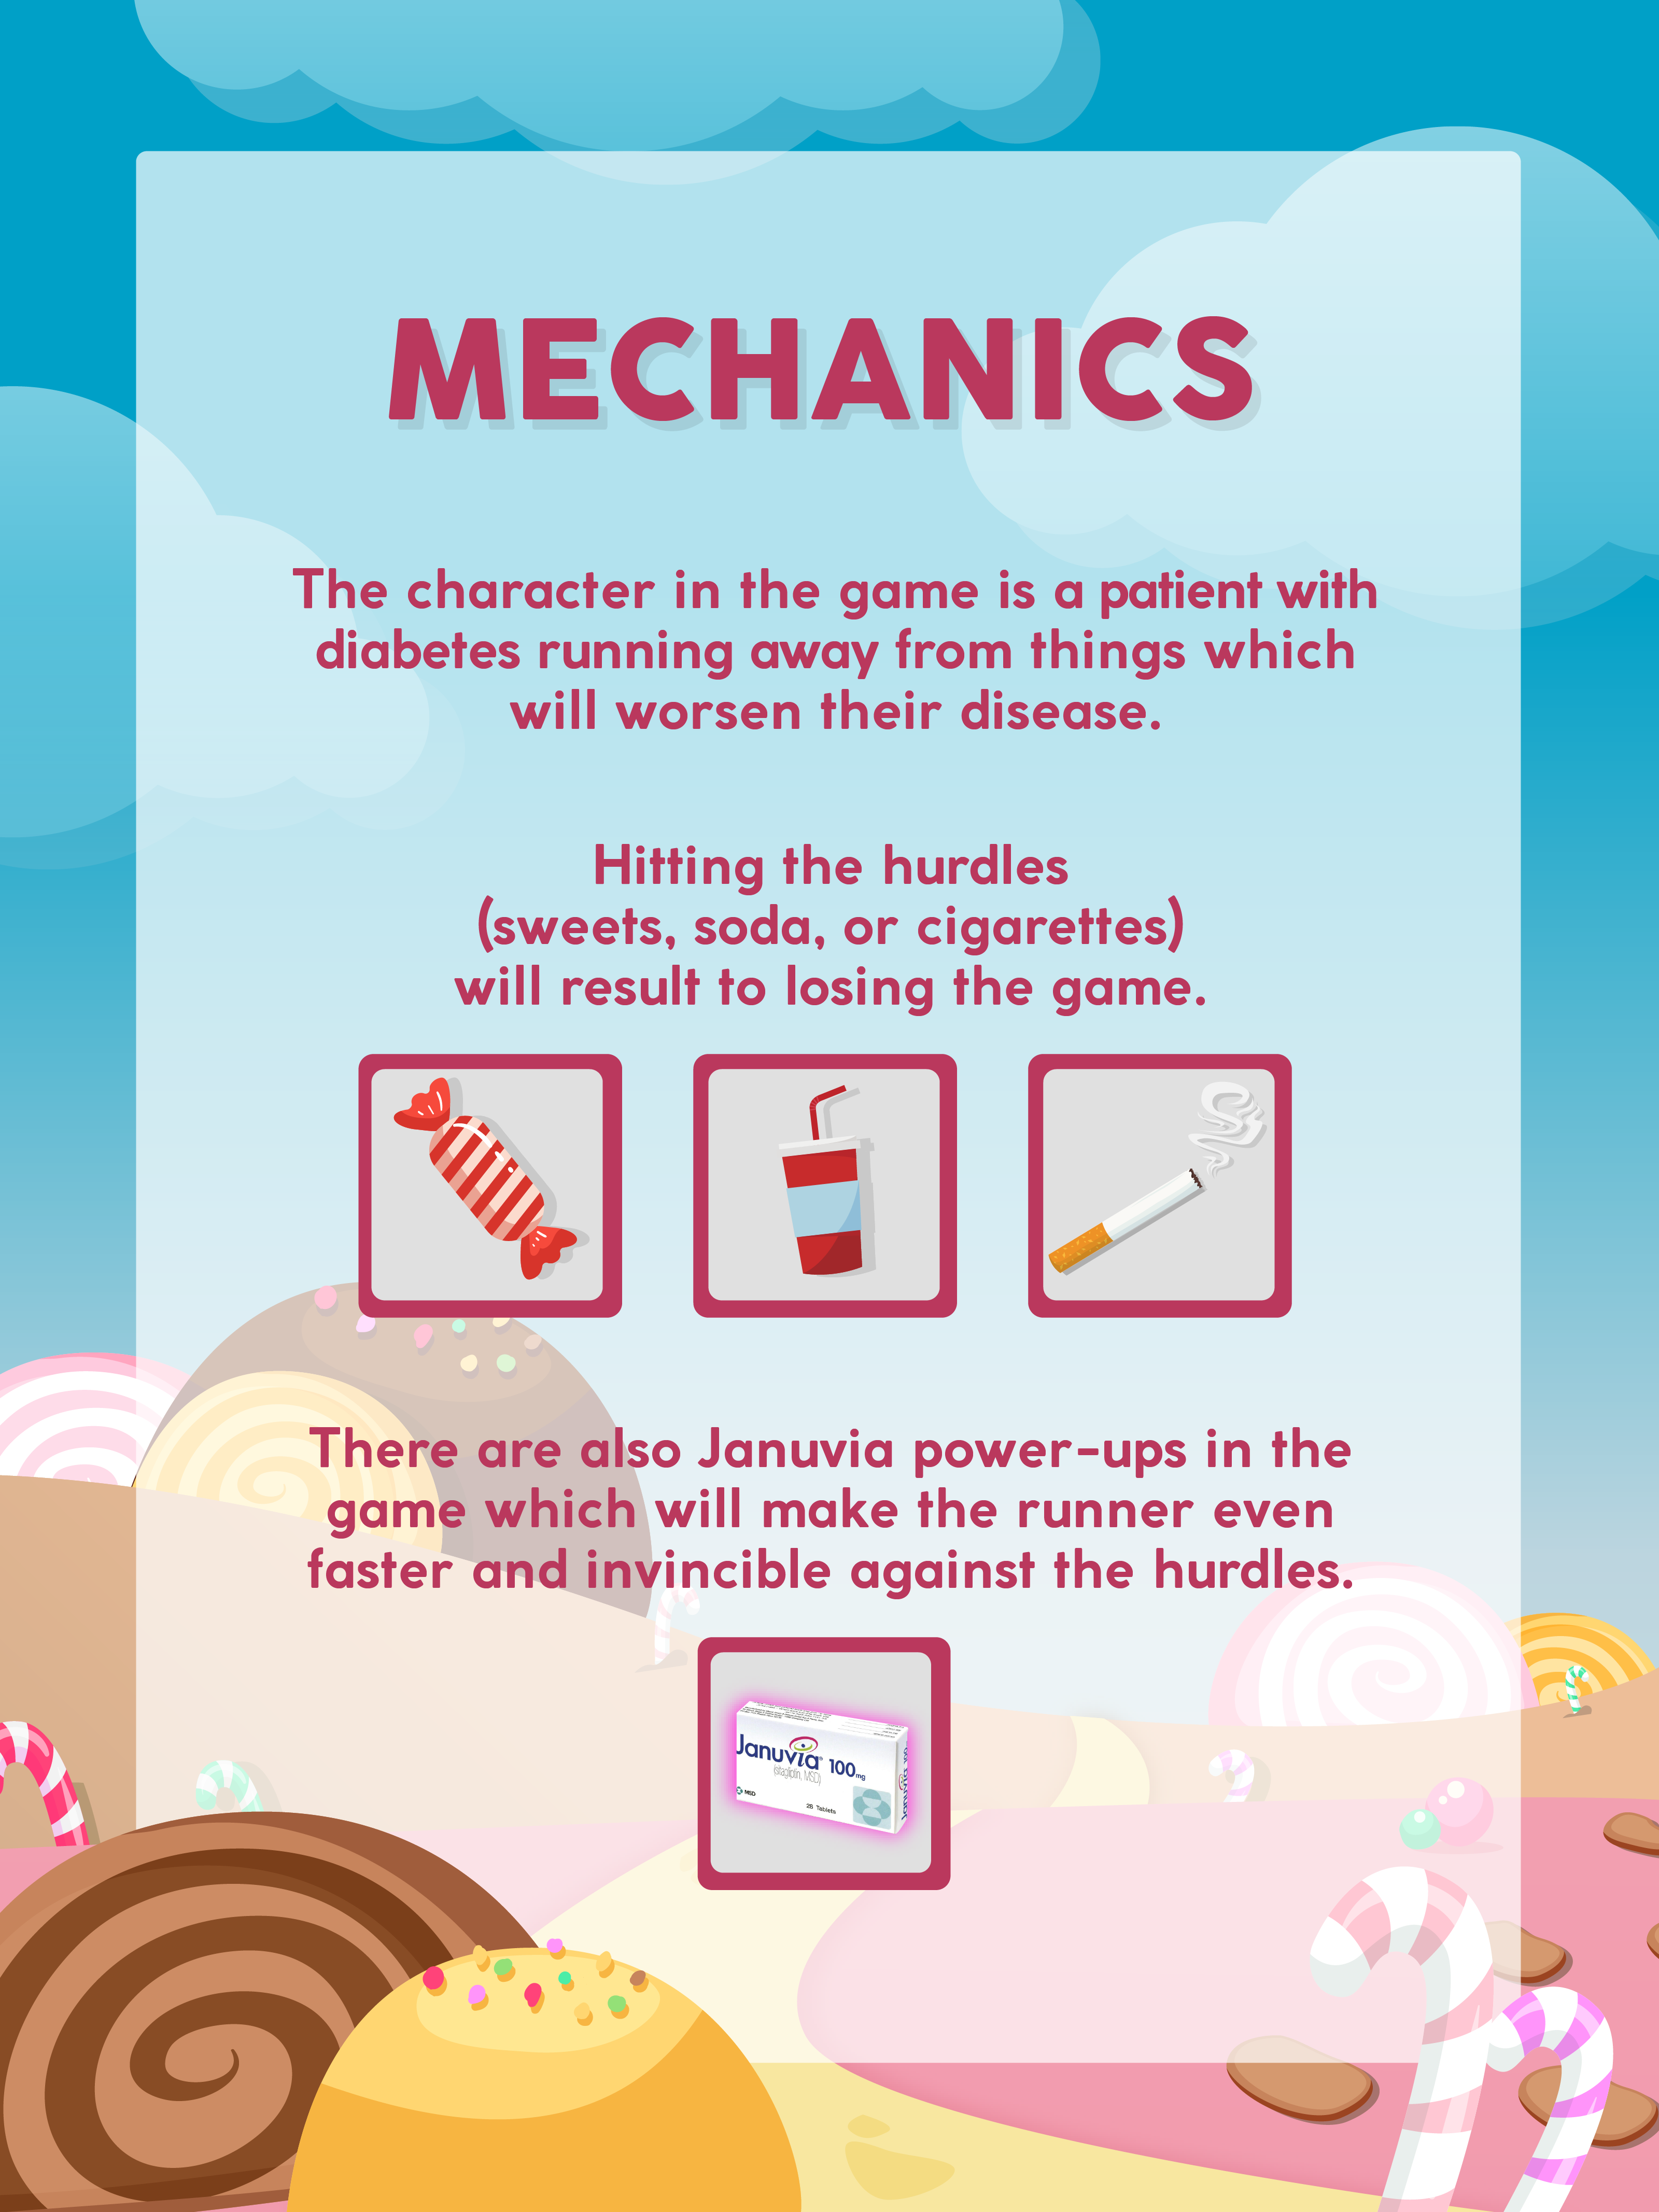 MECHANICS
The character in the game is a patient with
diabetes running away from things which
will worsen their disease.
Hitting the hurdles
(sweets, soda, or cigarettes)
will result to losing the game.
There are also Januvia power-ups in the
game which will make the runner even
faster and invincible against the hurdles.
Januvia® 100mg
(sitagliptin, MSD)
MSD
28 Tablets
Januvia 100